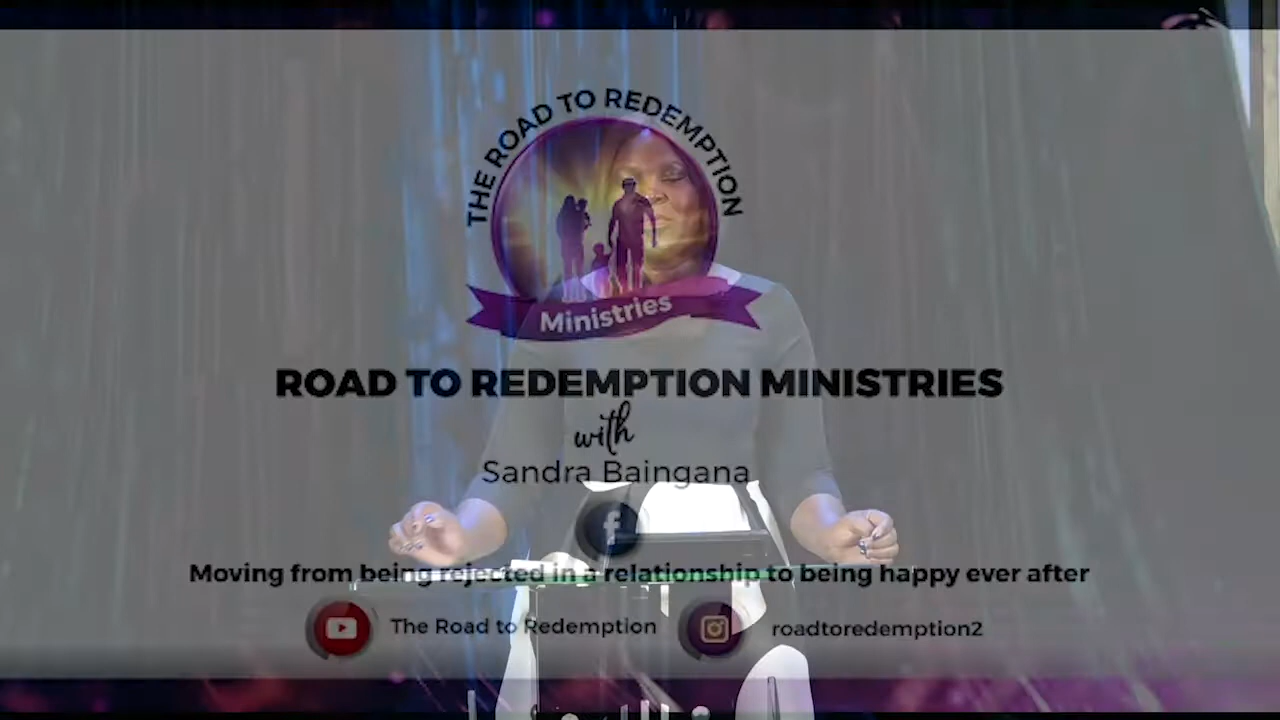 THE ROAD TO REDEMPTION
Ministries
ROAD TO REDEMPTION MINISTRIES
with
Sandra Baingana
Moving from being rejected in a relationship to being happy ever after
The Road to Redemption
roadtoredemption2